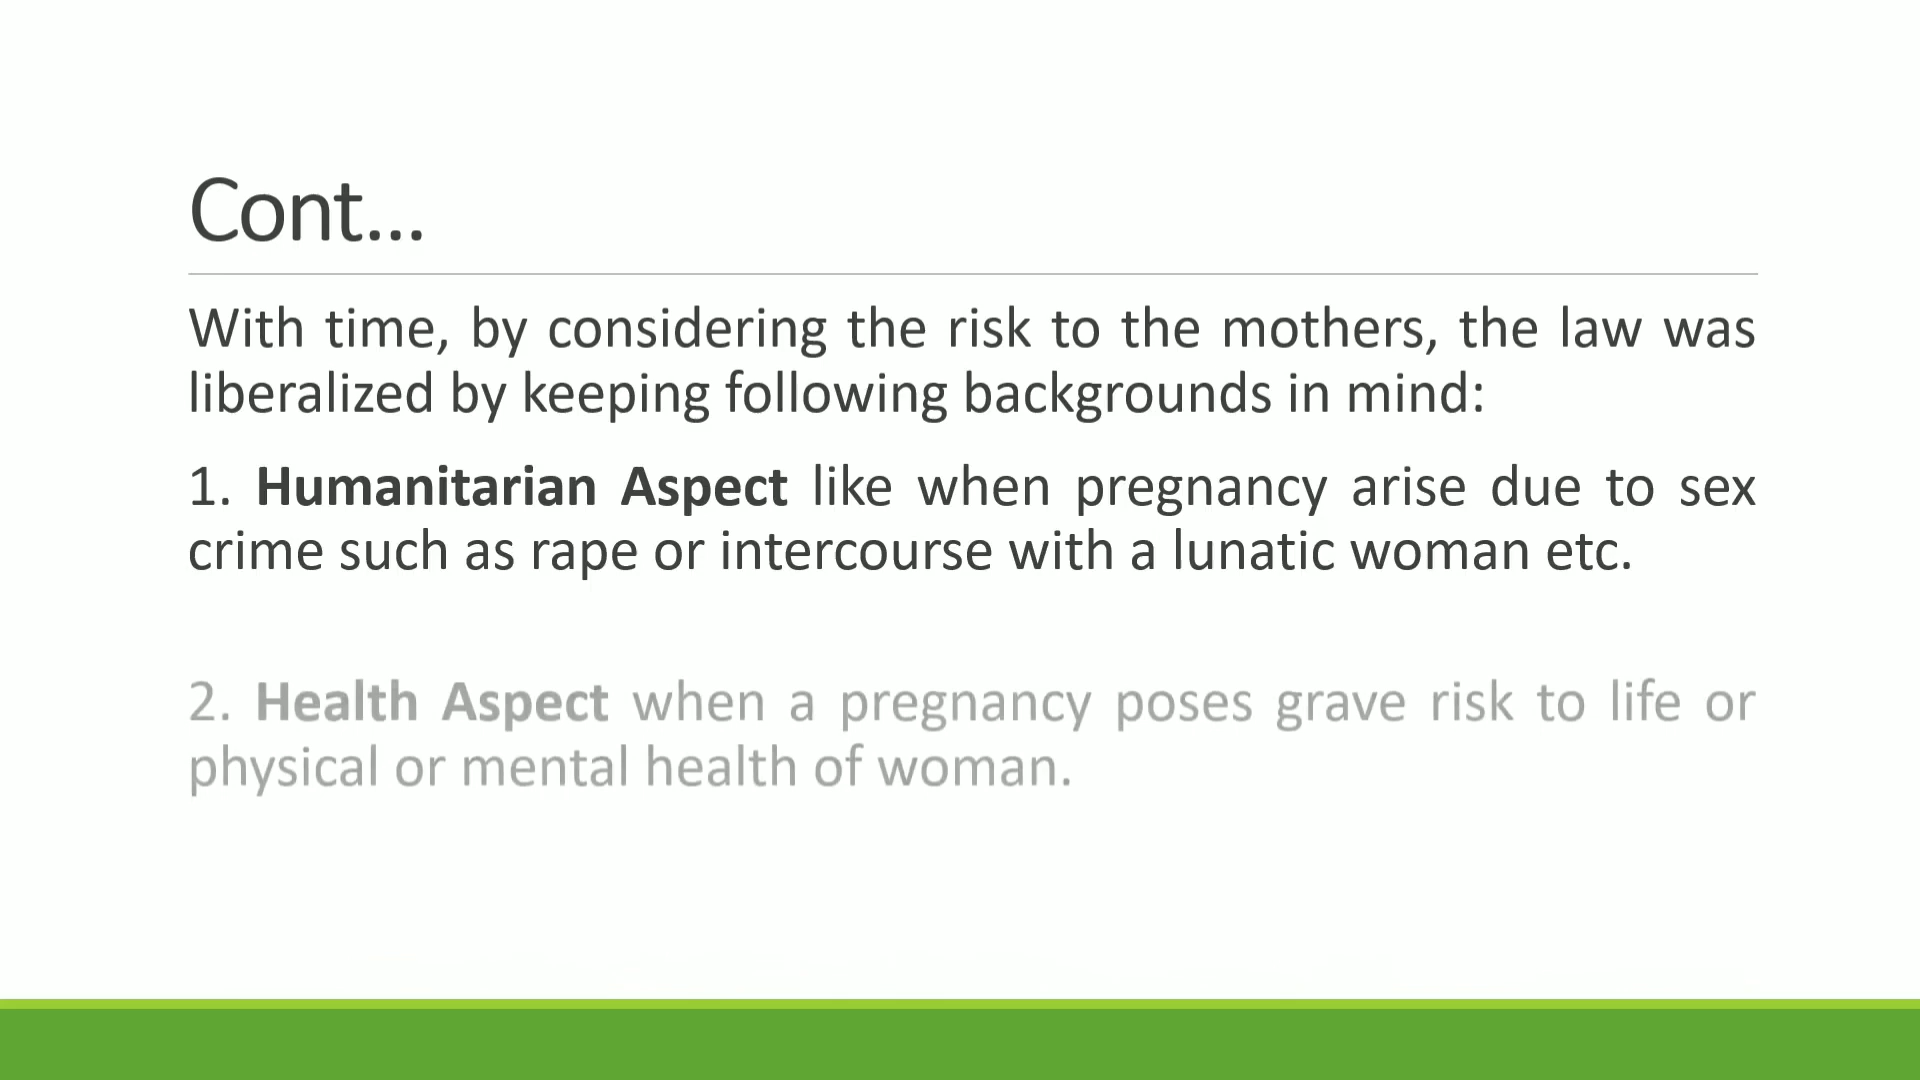 Cont...
With time, by considering the risk to the mothers, the law was
liberalized by keeping following backgrounds in mind:
1. Humanitarian Aspect like when pregnancy arise due to sex
crime such as rape or intercourse with a lunatic woman etc.
2. Health Aspect when a pregnancy poses grave risk to life or
physical or mental health of woman.